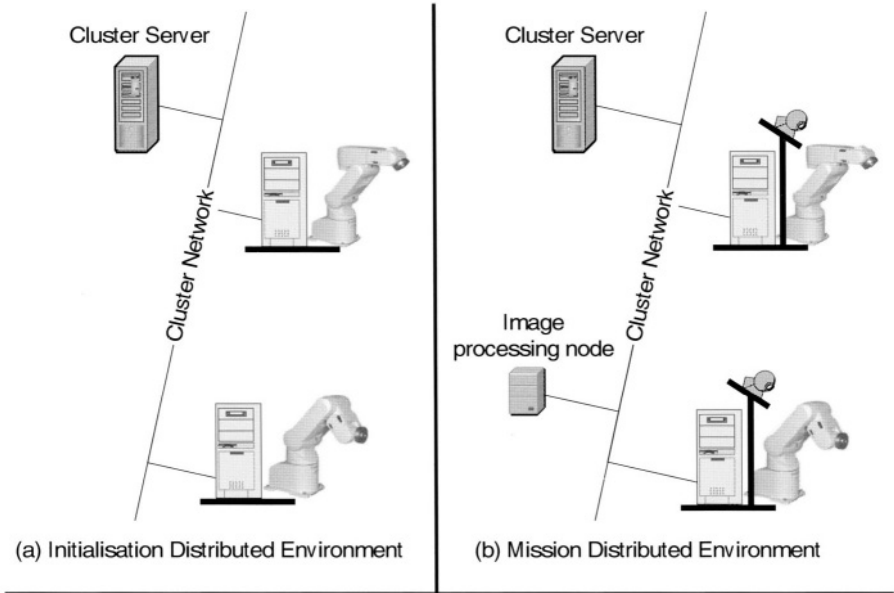 Cluster Server
Cluster Network
(a) Initialisation Distributed Environment
Cluster Server
Cluster Network
Image
processing node
(b) Mission Distributed Environment